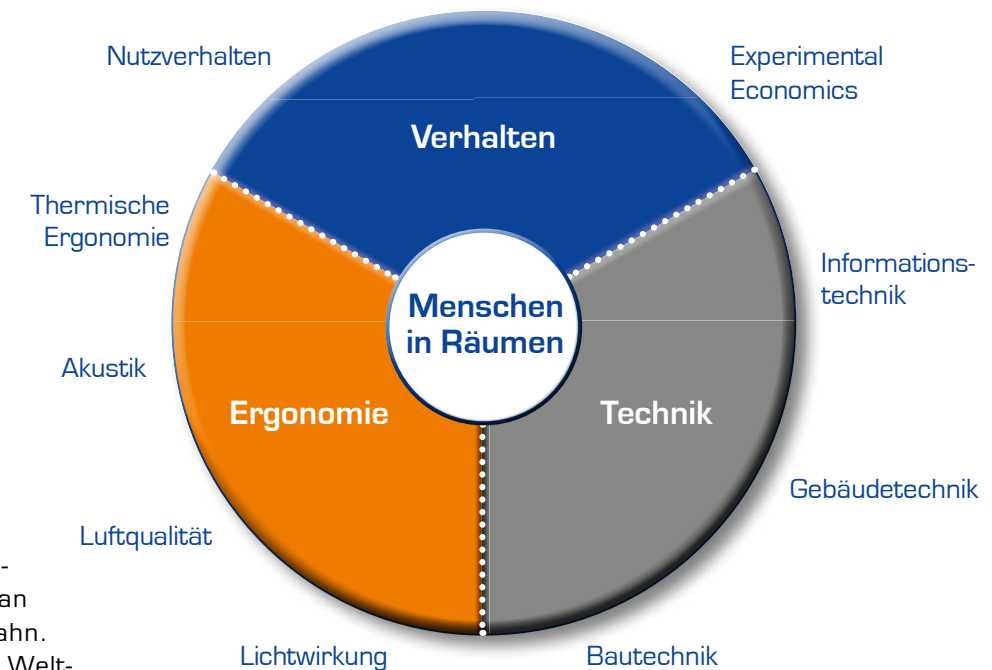 Nutzverhalten
Experimental
Economics
Verhalten
Thermische
Ergonomie
Informations-
technik
Menschen
in Räumen
Akustik
Ergonomie
Technik
Gebäudetechnik
Luftqualität
-
an
ahn.
Welt-
Lichtwirkung
Bautechnik